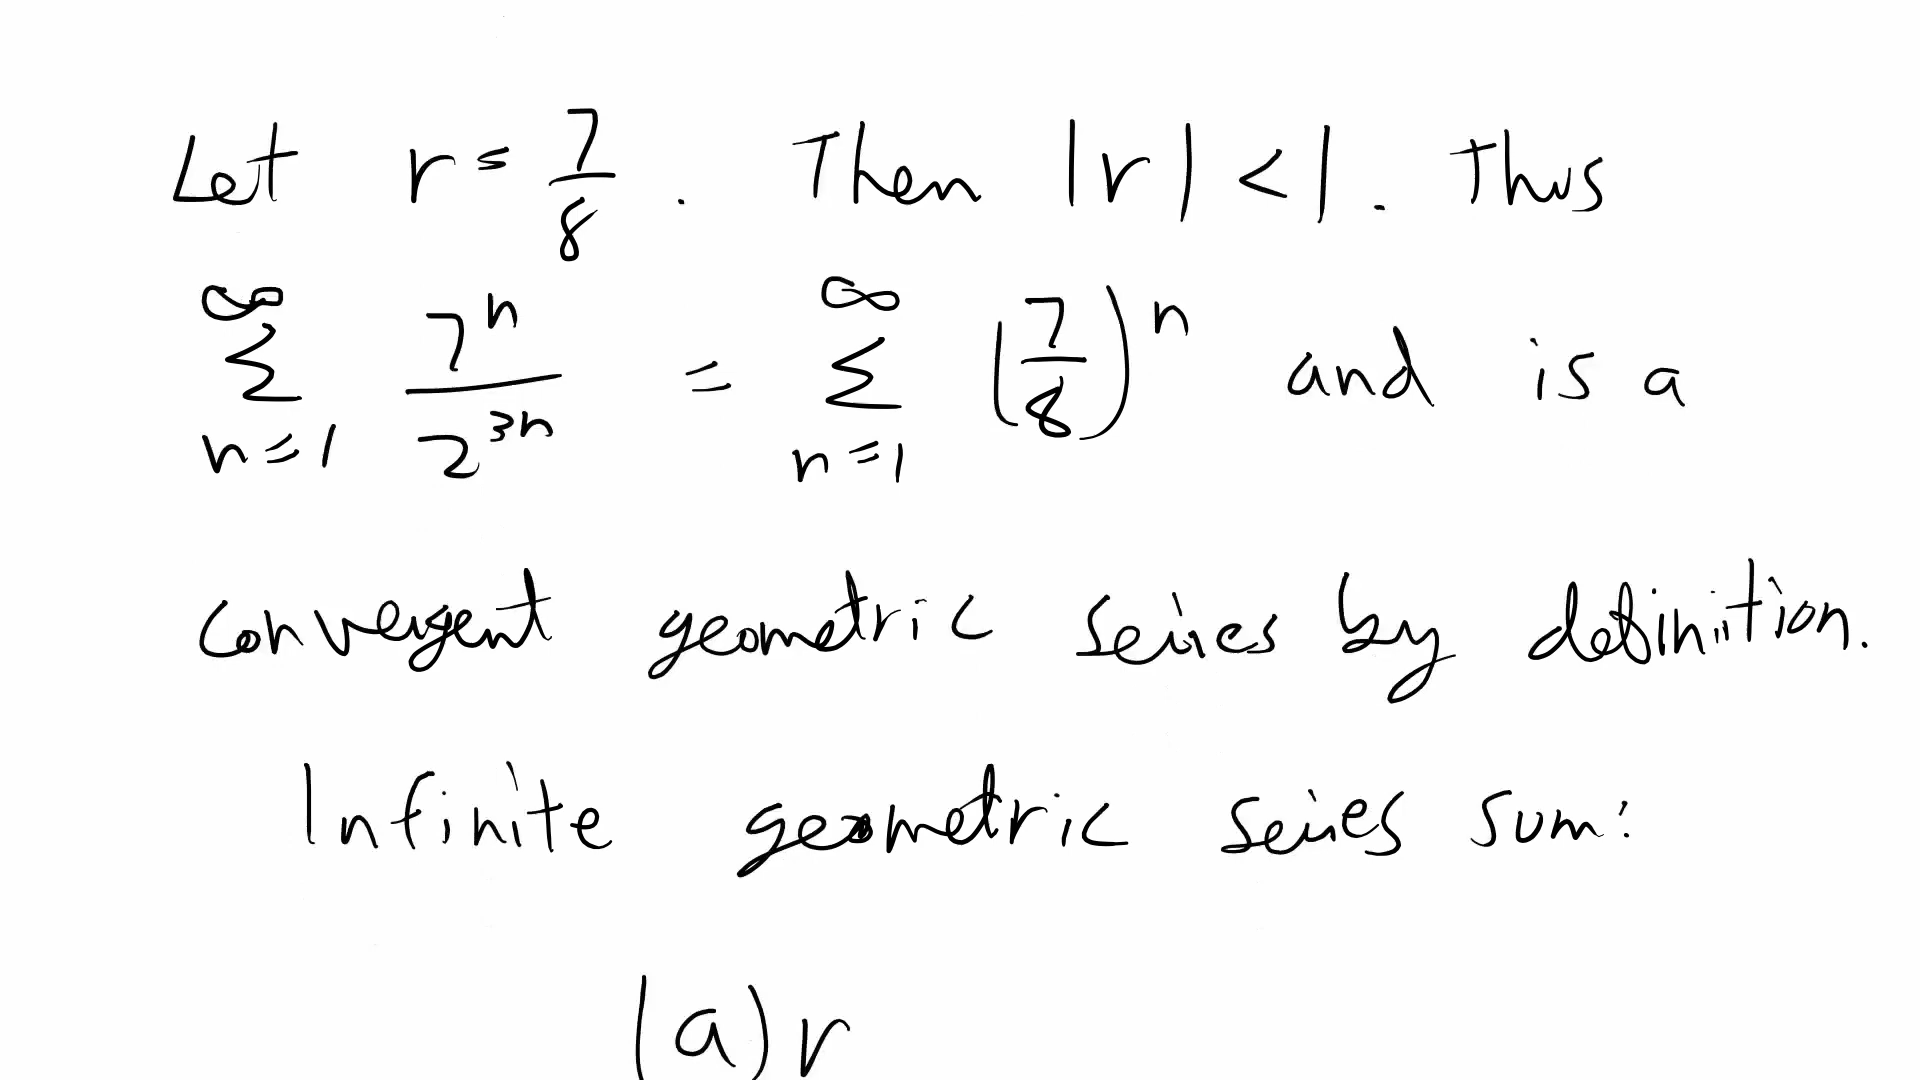 Let r = 7/8 . Then |r| < 1. Thus
∞ ∑ n=1 7^n / 2^{3n} = ∞ ∑ n=1 (7/8)^n and is a
convergent geometric series by definition.
Infinite geometric series sum:
(a)r